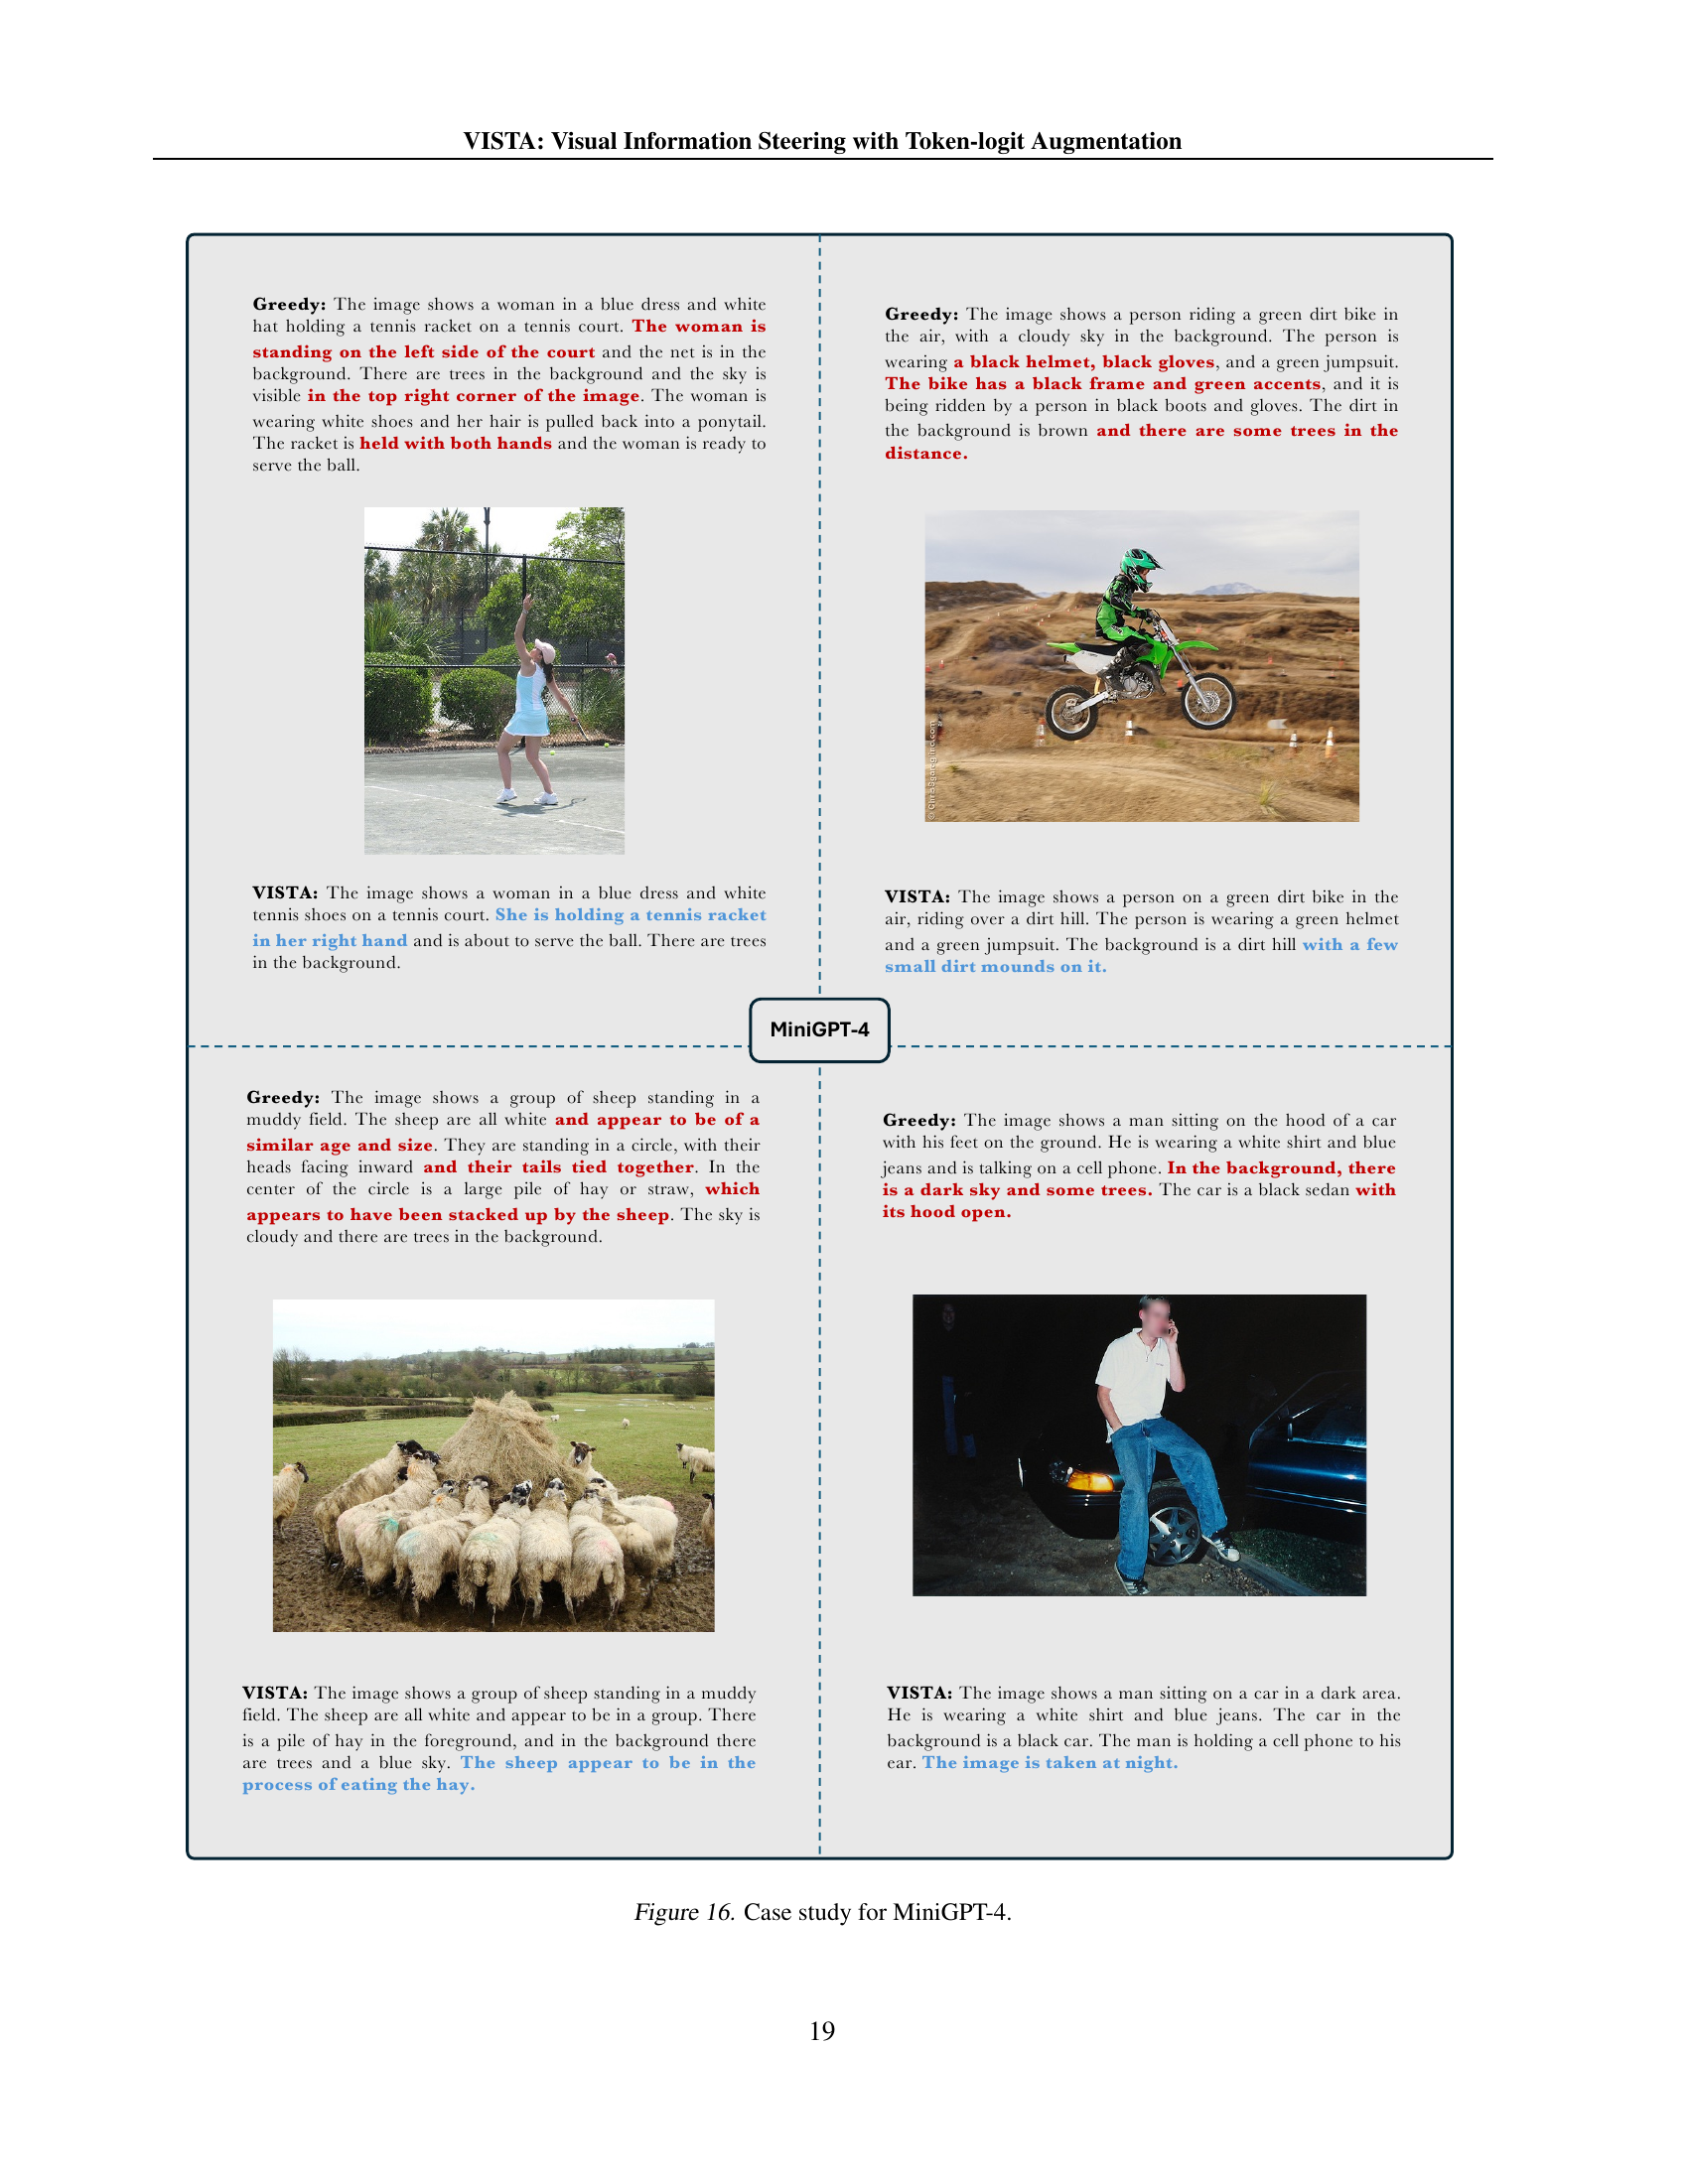 VISTA: Visual Information Steering with Token-logit Augmentation
Greedy: The image shows a woman in a blue dress and white
hat holding a tennis racket on a tennis court. The woman is
standing on the left side of the court and the net is in the
background. There are trees in the background and the sky is
visible in the top right corner of the image. The woman is
wearing white shoes and her hair is pulled back into a ponytail.
The racket is held with both hands and the woman is ready to
serve the ball.
VISTA: The image shows a woman in a blue dress and white
tennis shoes on a tennis court. She is holding a tennis racket
in her right hand and is about to serve the ball. There are trees
in the background.
Greedy: The image shows a person riding a green dirt bike in
the air, with a cloudy sky in the background. The person is
wearing a black helmet, black gloves, and a green jumpsuit.
The bike has a black frame and green accents, and it is
being ridden by a person in black boots and gloves. The dirt in
the background is brown and there are some trees in the
distance.
VISTA: The image shows a person on a green dirt bike in the
air, riding over a dirt hill. The person is wearing a green helmet
and a green jumpsuit. The background is a dirt hill with a few
small dirt mounds on it.
MiniGPT-4
Greedy: The image shows a group of sheep standing in a
muddy field. The sheep are all white and appear to be of a
similar age and size. They are standing in a circle, with their
heads facing inward and their tails tied together. In the
center of the circle is a large pile of hay or straw, which
appears to have been stacked up by the sheep. The sky is
cloudy and there are trees in the background.
VISTA: The image shows a group of sheep standing in a muddy
field. The sheep are all white and appear to be in a group. There
is a pile of hay in the foreground, and in the background there
are trees and a blue sky. The sheep appear to be in the
process of eating the hay.
Greedy: The image shows a man sitting on the hood of a car
with his feet on the ground. He is wearing a white shirt and blue
jeans and is talking on a cell phone. In the background, there
is a dark sky and some trees. The car is a black sedan with
its hood open.
VISTA: The image shows a man sitting on a car in a dark area.
He is wearing a white shirt and blue jeans. The car in the
background is a black car. The man is holding a cell phone to his
ear. The image is taken at night.
Figure 16. Case study for MiniGPT-4.
19